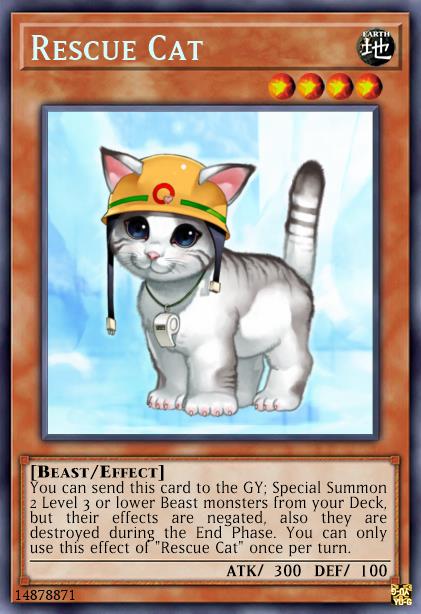 RESCUE CAT
EARTH
地
[BEAST/EFFECT]
You can send this card to the GY; Special Summon
2 Level 3 or lower Beast monsters from your Deck,
but their effects are negated, also they are
destroyed during the End Phase. You can only
use this effect of "Rescue Cat" once per turn.
ATK/ 300 DEF/ 100
14878871